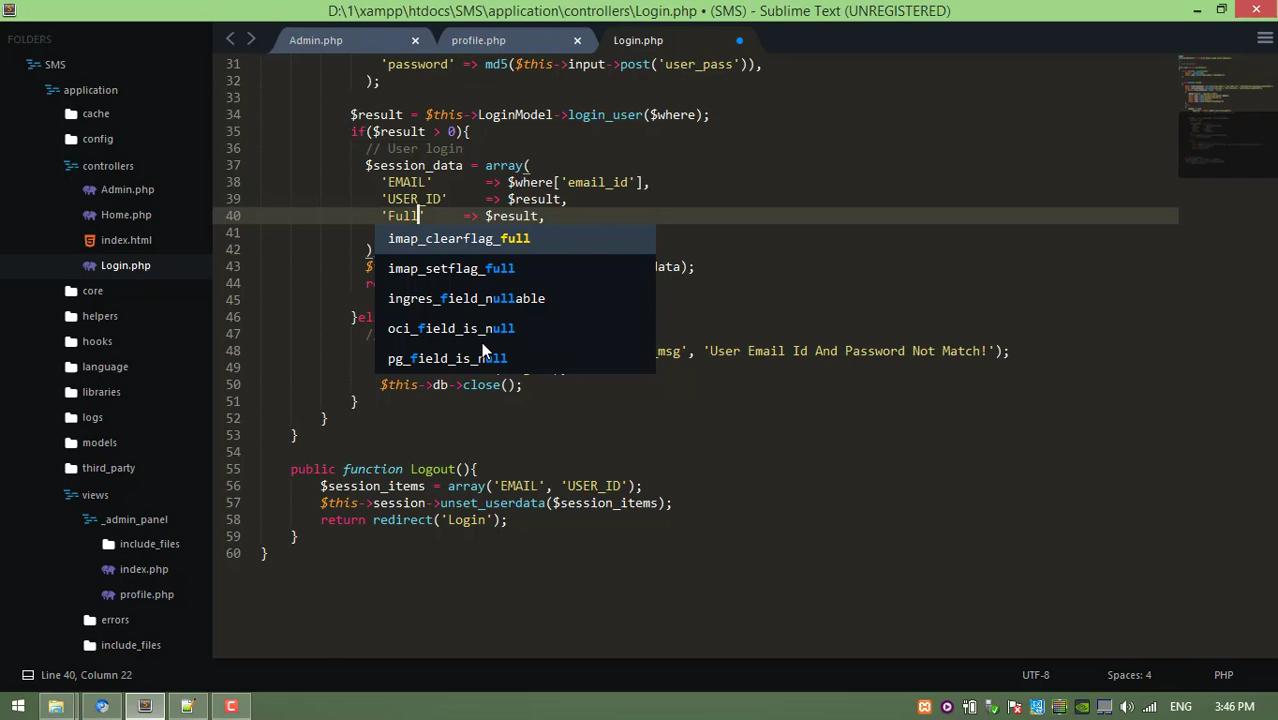 D:\1\xampp\htdocs\SMS\application\controllers\Login.php • (SMS) - Sublime Text (UNREGISTERED)
FOLDERS
SMS
application
cache
config
controllers
Admin.php
Home.php
index.html
Login.php
core
helpers
hooks
language
libraries
logs
models
third_party
views
_admin_panel
include_files
index.php
profile.php
errors
include_files
Admin.php
profile.php
Login.php
31 'password' => md5($this->input->post('user_pass')),
32 );
33
34 $result = $this->LoginModel->login_user($where);
35 if($result > 0){
36 // User login
37 $session_data = array(
38 'EMAIL' => $where['email_id'],
39 'USER_ID' => $result,
40 'Full' => $result,
41
42 )
43 $ data);
44 re
45
46 }el
47 /
48 _msg', 'User Email Id And Password Not Match!');
49
50 $this->db->close();
51 }
52 }
53 }
54
55 public function Logout(){
56 $session_items = array('EMAIL', 'USER_ID');
57 $this->session->unset_userdata($session_items);
58 return redirect('Login');
59 }
60 }
imap_clearflag_full
imap_setflag_full
ingres_field_nullable
oci_field_is_null
pg_field_is_null
Line 40, Column 22
UTF-8
Spaces: 4
PHP
ENG
3:46 PM